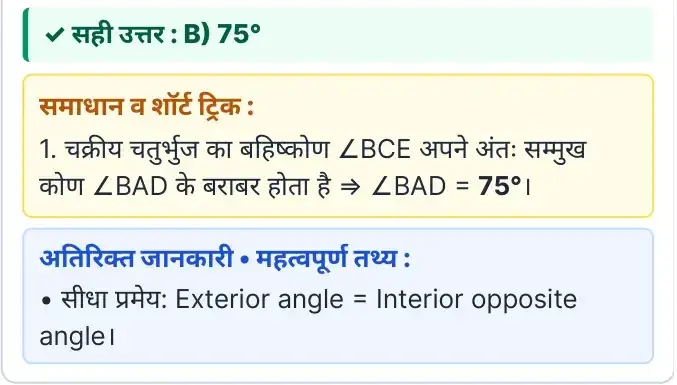 ✓ सही उत्तर : B) 75°
समाधान व शॉर्ट ट्रिक :
1. चक्रीय चतुर्भुज का बहिष्कोण ∠BCE अपने अंतः सम्मुख
कोण ∠BAD के बराबर होता है ⇒ ∠BAD = 75°।
अतिरिक्त जानकारी • महत्वपूर्ण तथ्य :
• सीधा प्रमेय: Exterior angle = Interior opposite
angle।